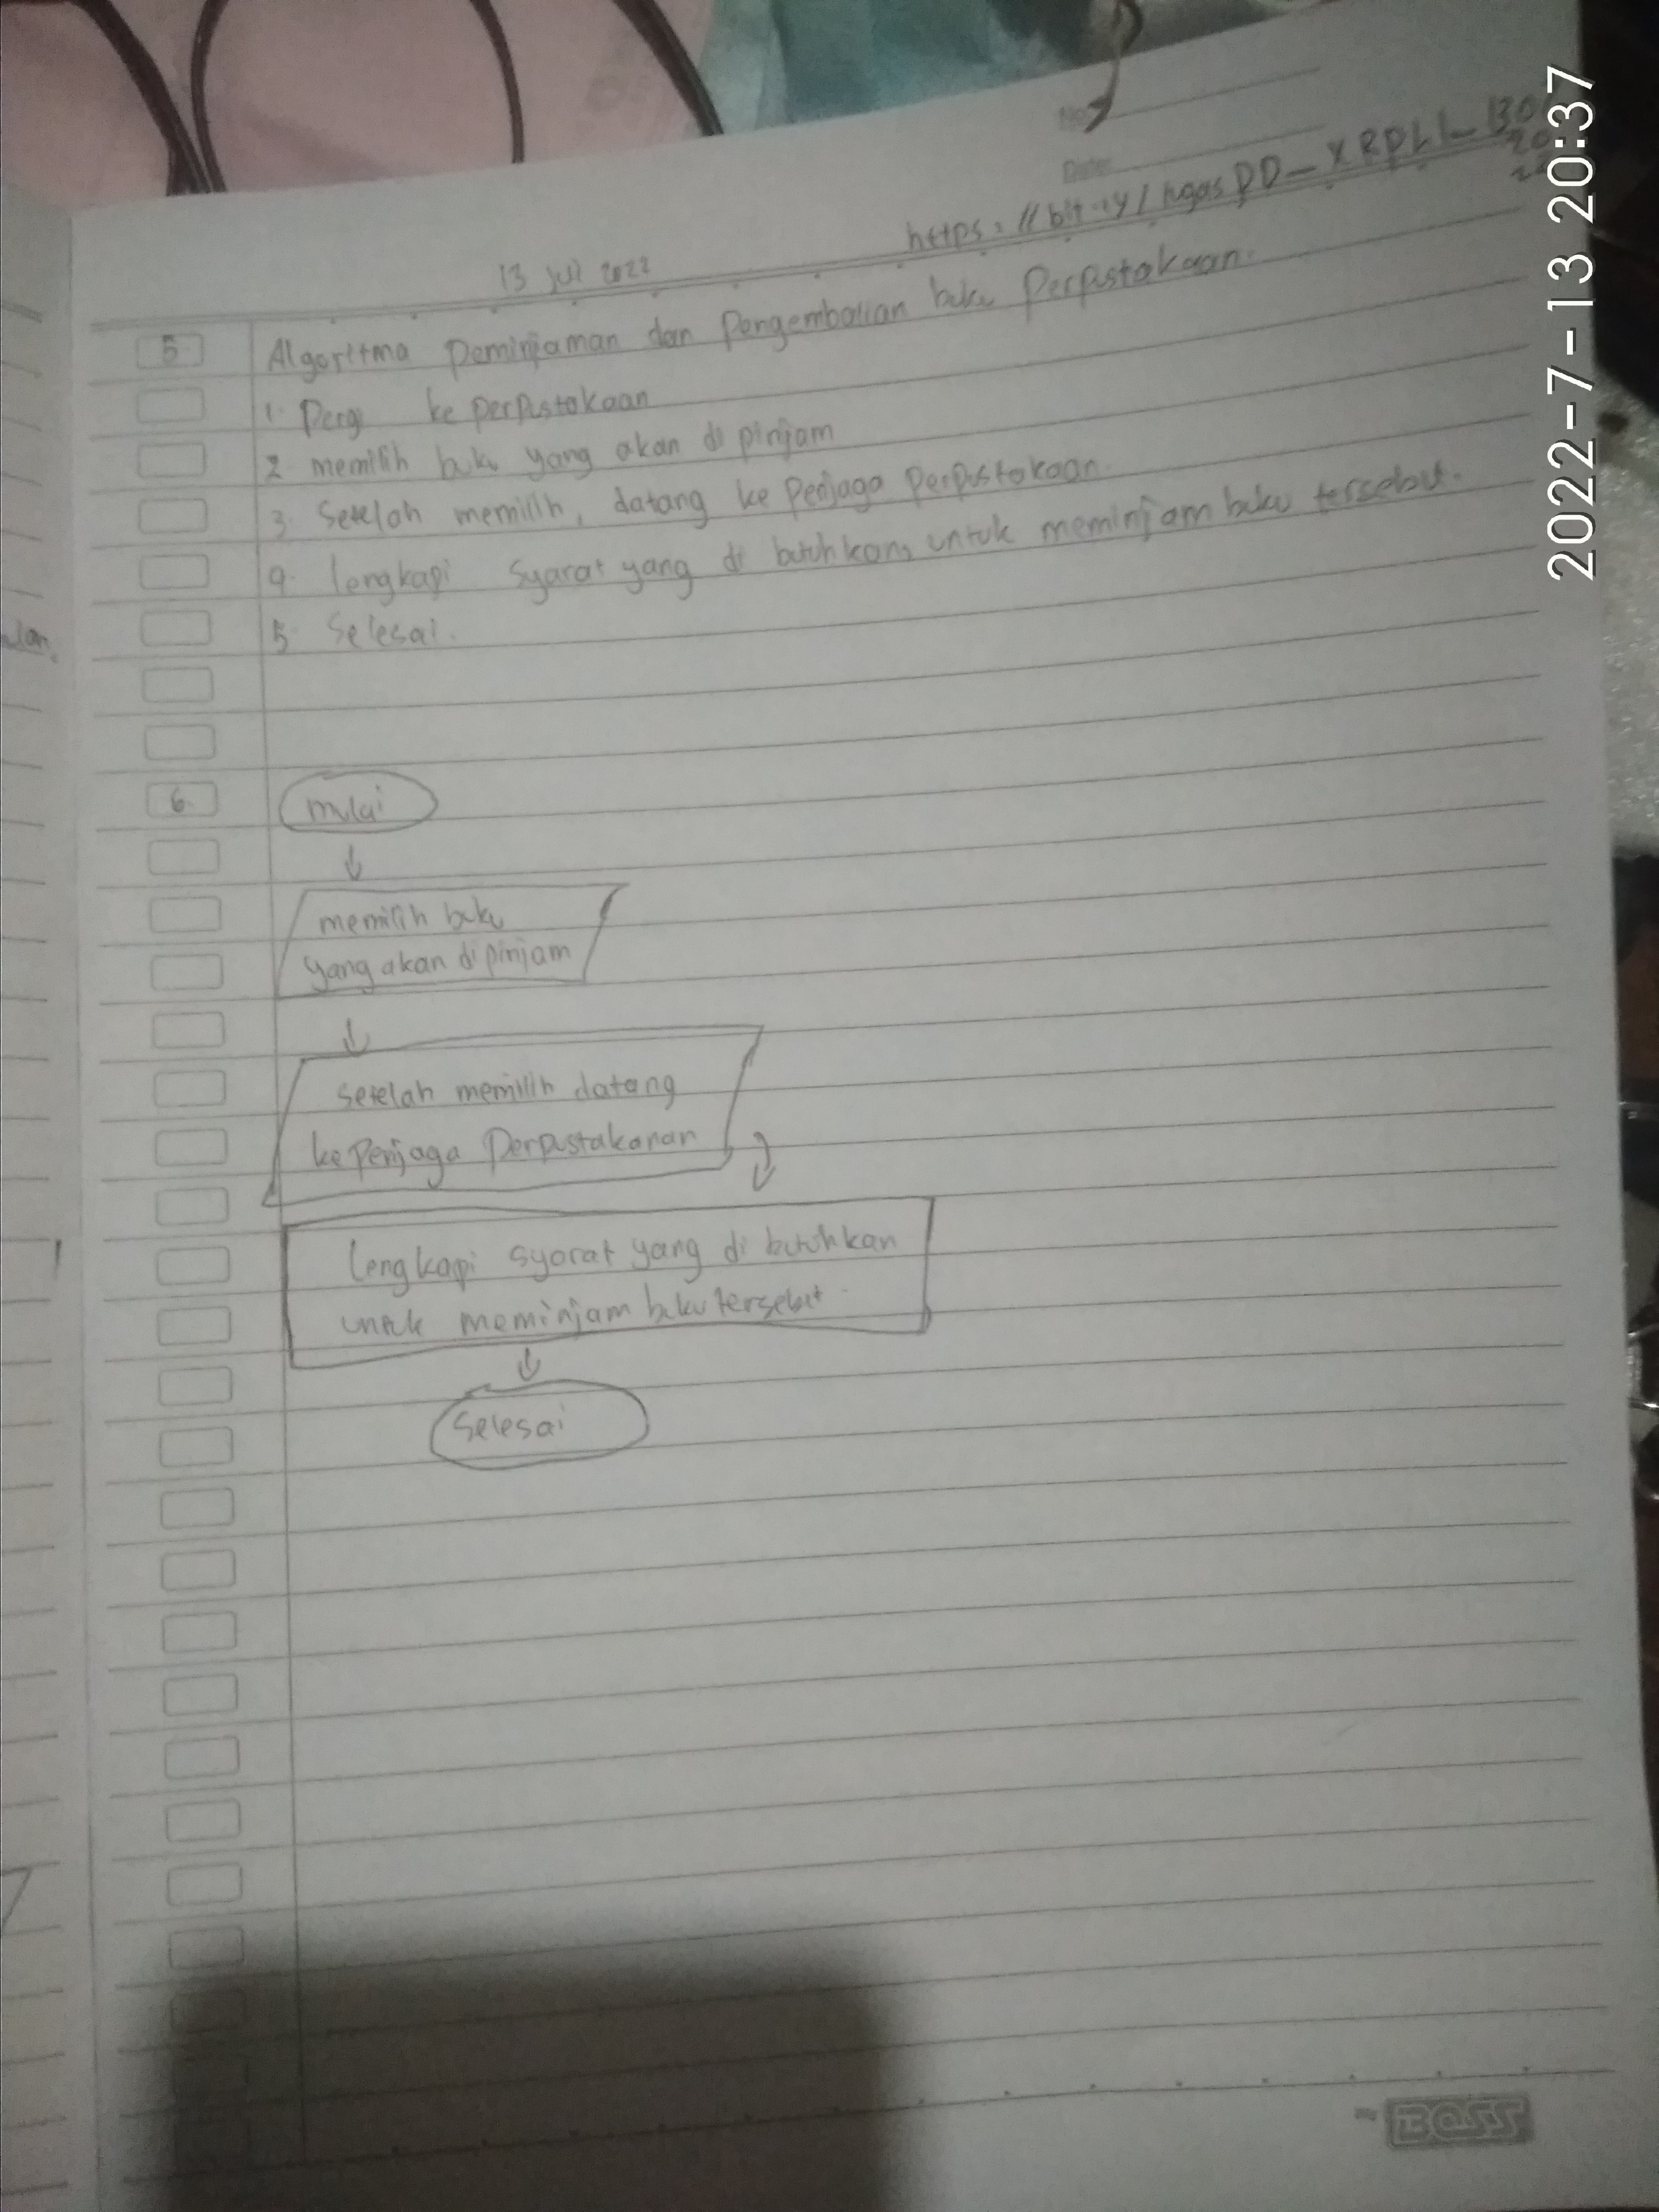 No
Date
https://bit.ly/tugasDD-XRPL1-130
20
13 Juli 2022
5 Algoritma Peminjaman dan Pengembalian buku Perpustakaan.
1. Pergi ke perpustakaan
2. memilih buku yang akan di pinjam
3. Setelah memilih, datang ke Penjaga Perpustakaan.
4. lengkapi syarat yang di butuhkan, untuk meminjam buku tersebut.
5. Selesai.
6. mulai
memilih buku
yang akan di pinjam
Setelah memilih datang
ke Penjaga Perpustakanan
lengkapi syarat yang di butuhkan
untuk meminjam buku tersebut.
Selesai
BOSS
2022-7-13 20:37